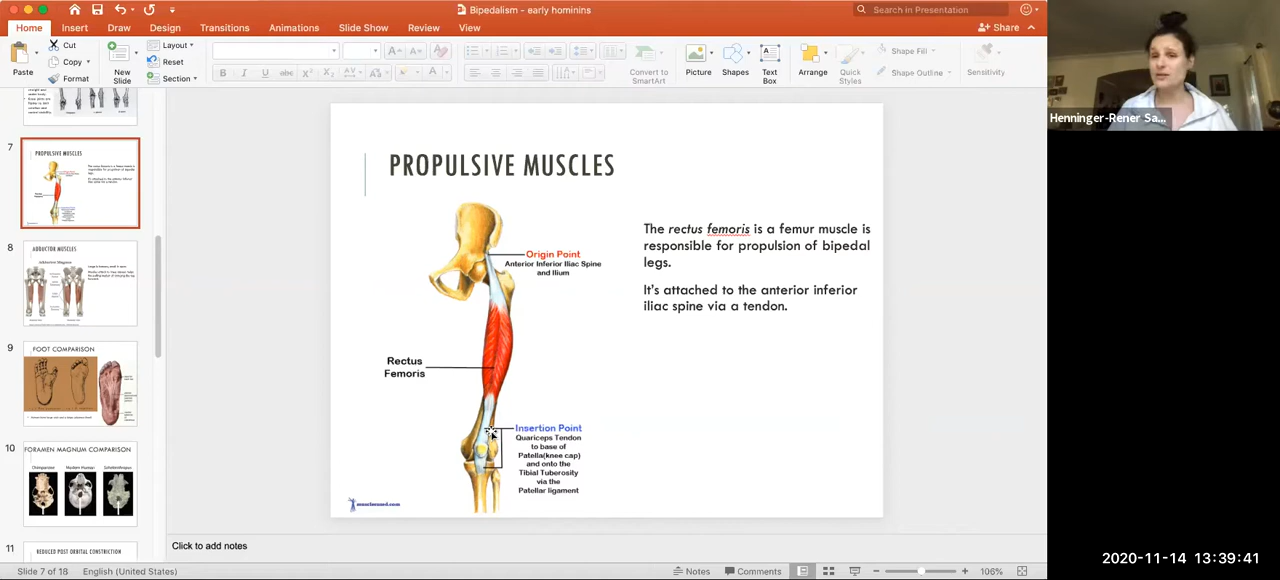 Bipedalism - early hominins
Search in Presentation
Home Insert Draw Design Transitions Animations Slide Show Review View
Share
Paste
Cut
Copy
Format
New Slide
Layout
Reset
Section
Convert to SmartArt
Picture
Shapes
Text Box
Arrange
Quick Styles
Shape Fill
Shape Outline
Sensitivity
Henninger-Rener Sa...
7
PROPULSIVE MUSCLES
8
ADDUCTOR MUSCLES
9
FOOT COMPARISON
10
FORAMEN MAGNUM COMPARISON
11
REDUCED POST ORBITAL CONSTRICTION
PROPULSIVE MUSCLES
Origin Point
Anterior Inferior Iliac Spine
and Ilium
Rectus
Femoris
Insertion Point
Quariceps Tendon
to base of
Patella(knee cap)
and onto the
Tibial Tuberosity
via the
Patellar ligament
The rectus femoris is a femur muscle is
responsible for propulsion of bipedal
legs.
It's attached to the anterior inferior
iliac spine via a tendon.
Click to add notes
Slide 7 of 18 English (United States)
Notes Comments 106%
2020-11-14 13:39:41